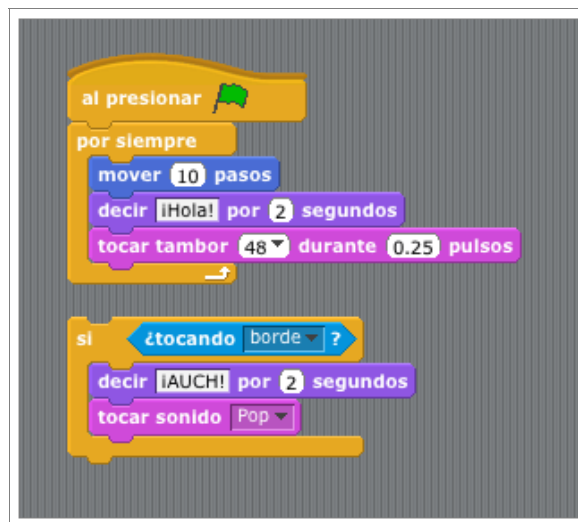 al presionar
por siempre
mover 10 pasos
decir ¡Hola! por 2 segundos
tocar tambor 48 durante 0.25 pulsos
si ¿tocando borde ?
decir ¡AUCH! por 2 segundos
tocar sonido Pop